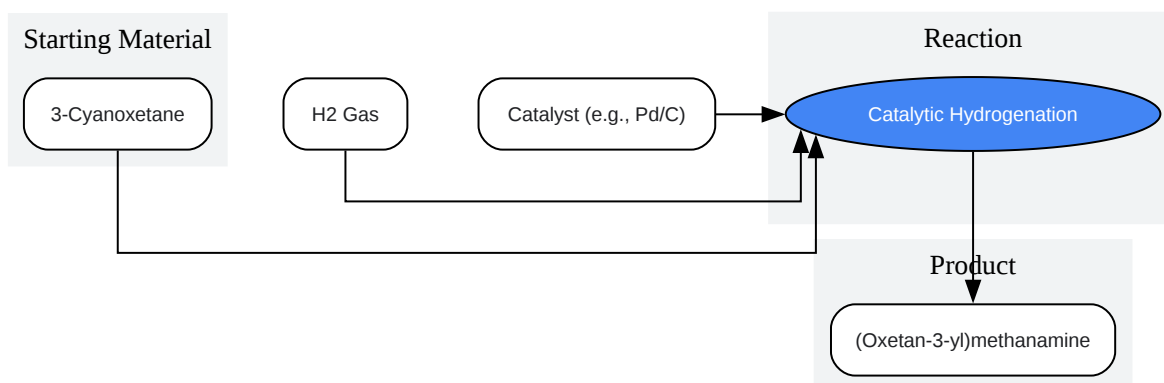 Starting Material
3-Cyanoxetane
H2 Gas
Catalyst (e.g., Pd/C)
Reaction
Catalytic Hydrogenation
Product
(Oxetan-3-yl)methanamine